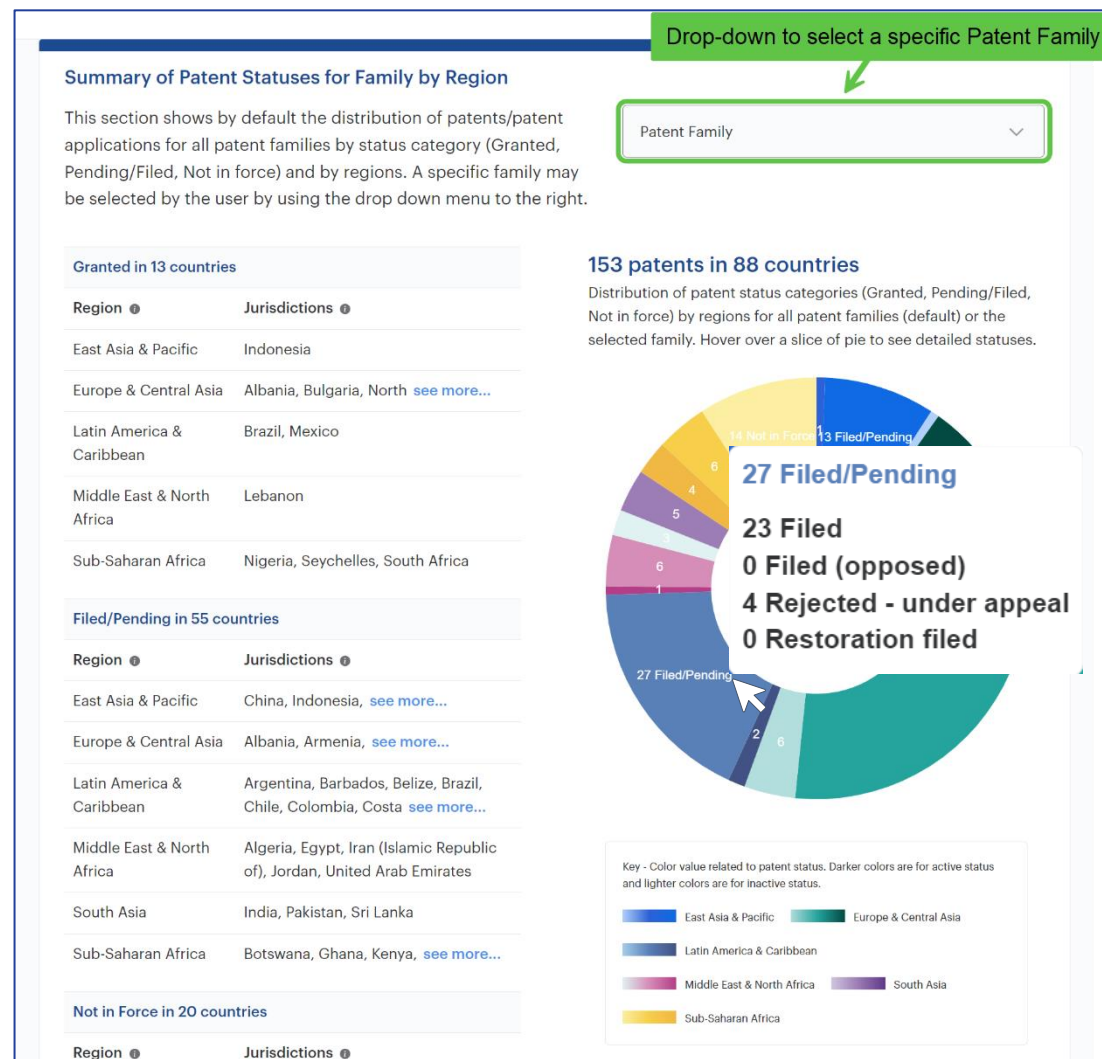 Drop-down to select a specific Patent Family
Summary of Patent Statuses for Family by Region
This section shows by default the distribution of patents/patent
applications for all patent families by status category (Granted,
Pending/Filed, Not in force) and by regions. A specific family may
be selected by the user by using the drop down menu to the right.
Patent Family
Granted in 13 countries
Region Jurisdictions
East Asia & Pacific Indonesia
Europe & Central Asia Albania, Bulgaria, North see more...
Latin America & Brazil, Mexico
Caribbean
Middle East & North Lebanon
Africa
Sub-Saharan Africa Nigeria, Seychelles, South Africa
Filed/Pending in 55 countries
Region Jurisdictions
East Asia & Pacific China, Indonesia, see more...
Europe & Central Asia Albania, Armenia, see more...
Latin America & Argentina, Barbados, Belize, Brazil,
Caribbean Chile, Colombia, Costa see more...
Middle East & North Algeria, Egypt, Iran (Islamic Republic
Africa of), Jordan, United Arab Emirates
South Asia India, Pakistan, Sri Lanka
Sub-Saharan Africa Botswana, Ghana, Kenya, see more...
Not in Force in 20 countries
Region Jurisdictions
153 patents in 88 countries
Distribution of patent status categories (Granted, Pending/Filed,
Not in force) by regions for all patent families (default) or the
selected family. Hover over a slice of pie to see detailed statuses.
14 Not in Force
1
13 Filed/Pending
6
4
5
3
6
1
27 Filed/Pending
2
6
27 Filed/Pending
23 Filed
0 Filed (opposed)
4 Rejected - under appeal
0 Restoration filed
Key - Color value related to patent status. Darker colors are for active status
and lighter colors are for inactive status.
East Asia & Pacific Europe & Central Asia
Latin America & Caribbean
Middle East & North Africa South Asia
Sub-Saharan Africa